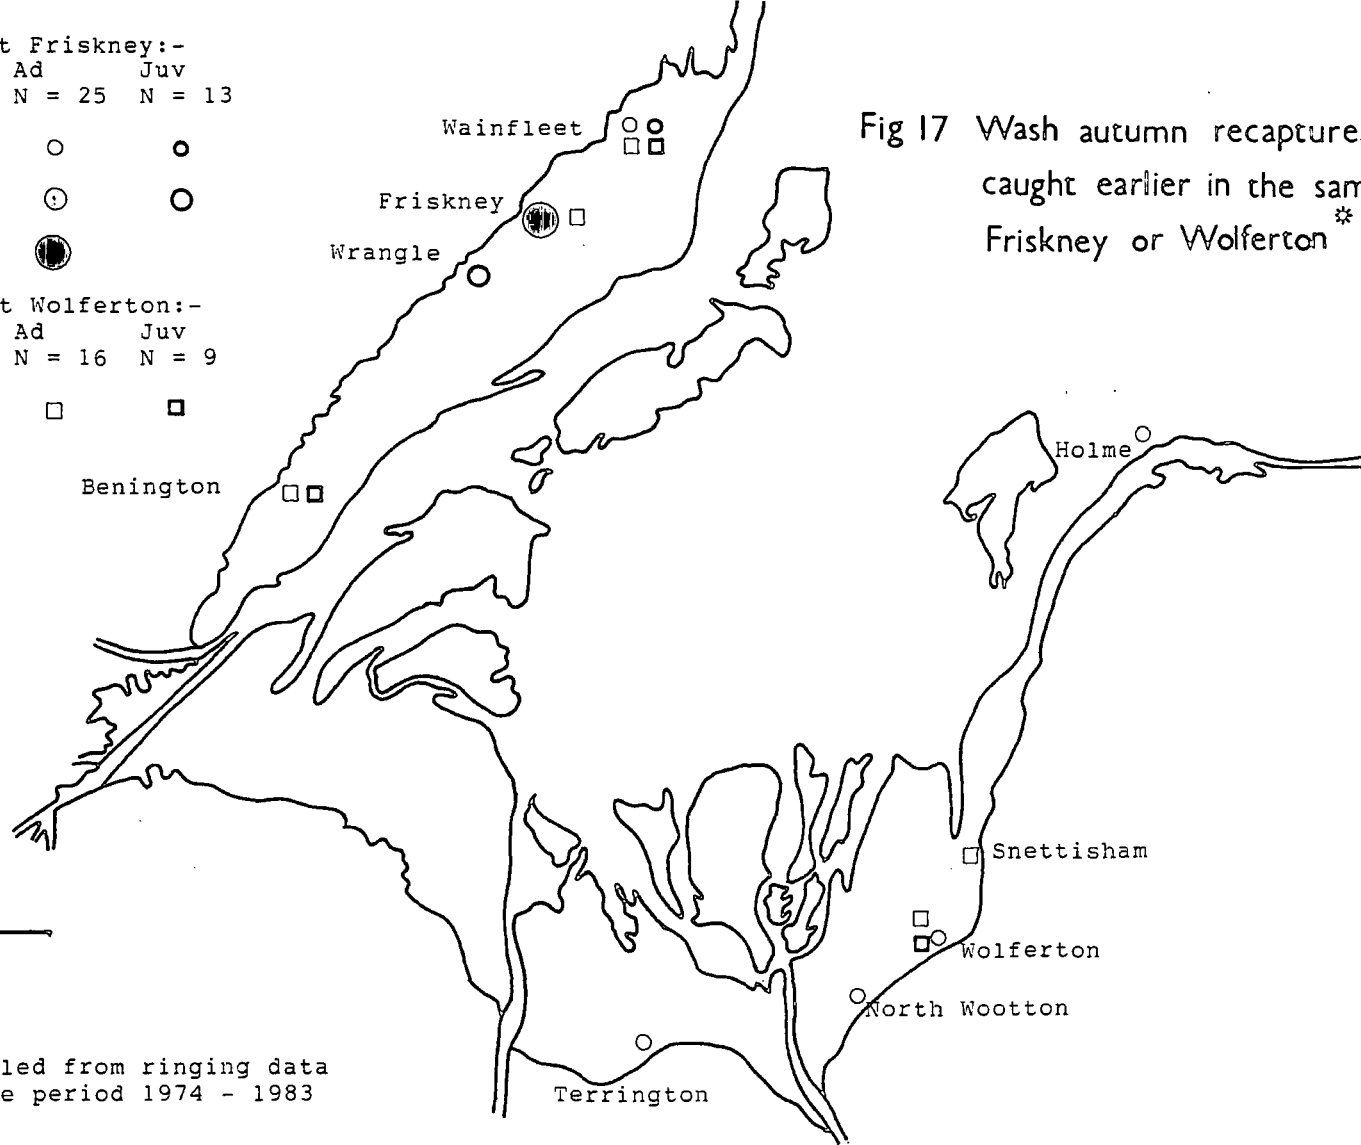 t Friskney:-
Ad Juv
N = 25 N = 13
t Wolferton:-
Ad Juv
N = 16 N = 9
Fig 17 Wash autumn recapture
caught earlier in the sam
Friskney or Wolferton*
Wainfleet
Friskney
Wrangle
Benington
Holme
Snettisham
Wolferton
North Wootton
Terrington
led from ringing data
e period 1974 - 1983